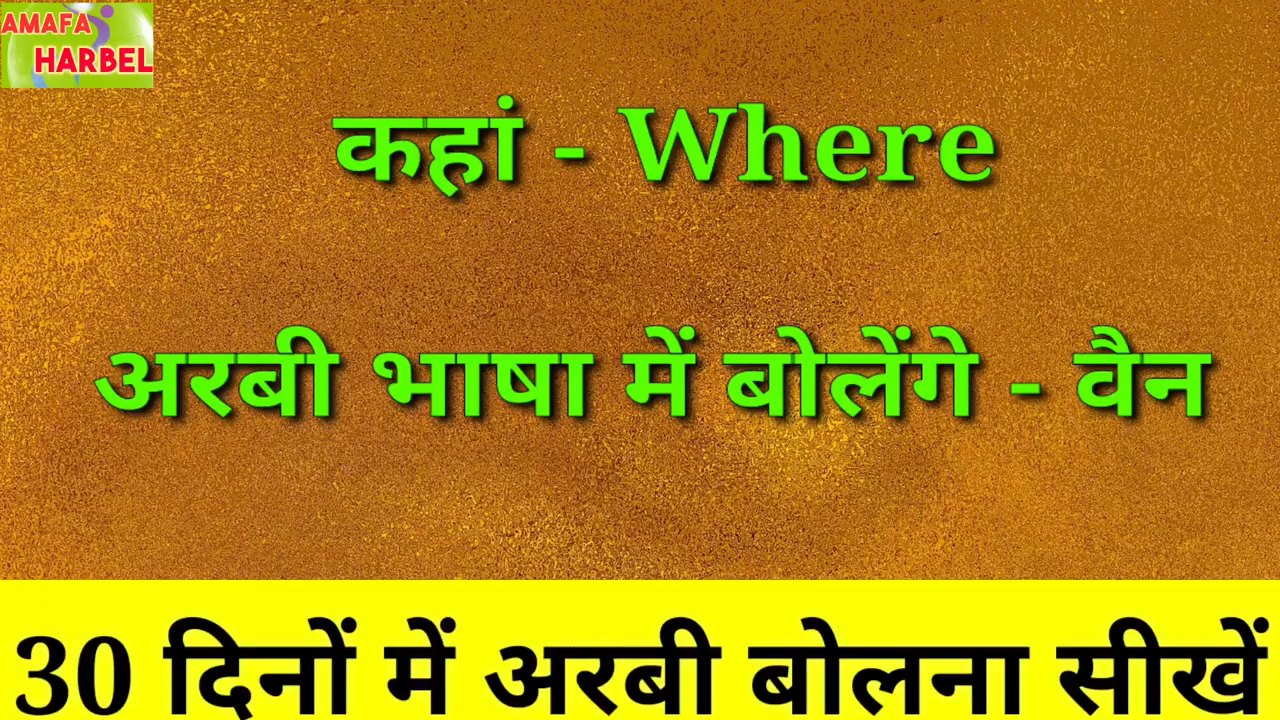 AMAFA
HARBEL
कहां - Where
अरबी भाषा में बोलेंगे - वैन
30 दिनों में अरबी बोलना सीखें